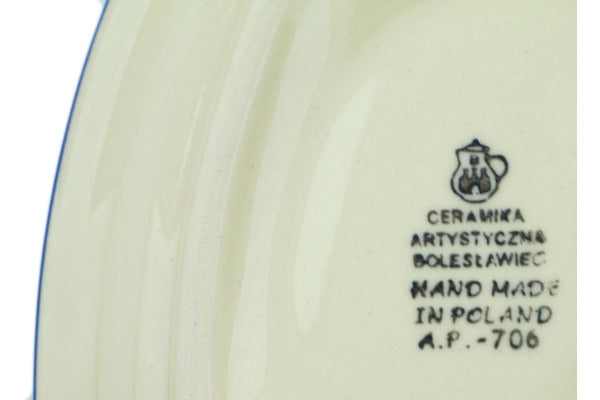 CERAMIKA
ARTYSTYCZNA
BOLESŁAWIEC
HAND MADE
IN POLAND
A.P.-706